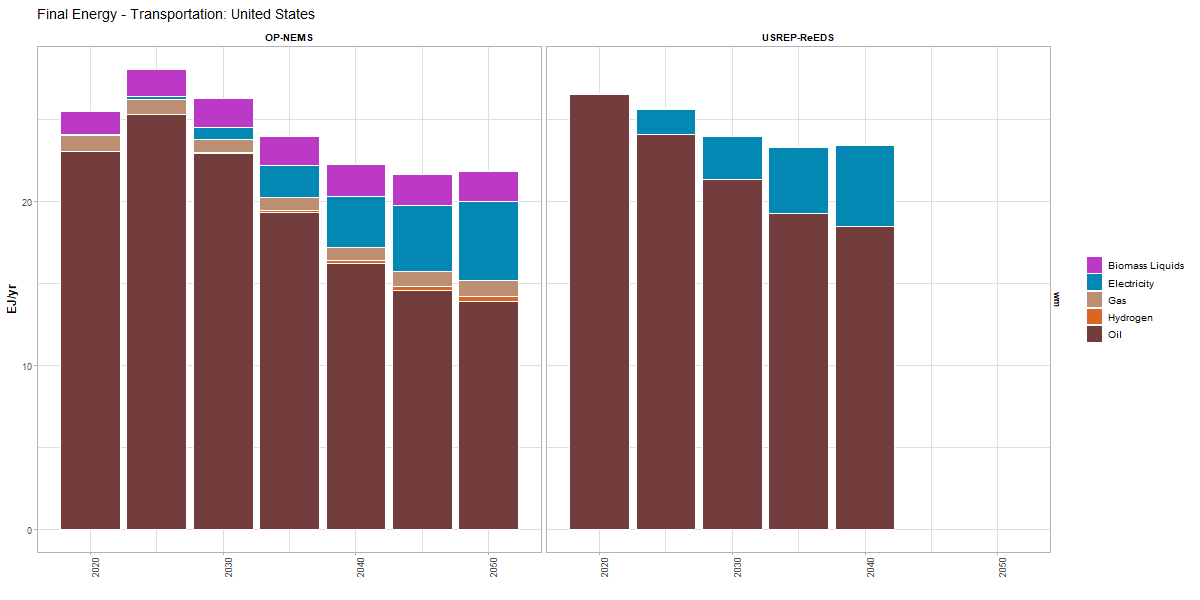 Final Energy - Transportation: United States
OP-NEMS
USREP-ReEDS
EJ/yr
20
10
0
2020
2030
2040
2050
2020
2030
2040
2050
wm
Biomass Liquids
Electricity
Gas
Hydrogen
Oil